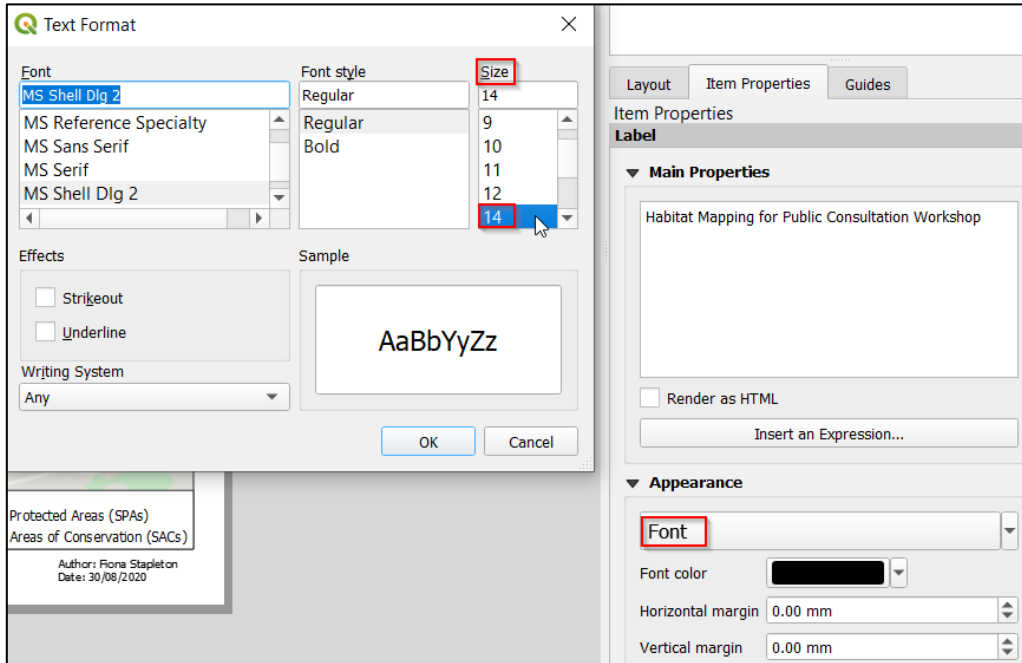 Text Format
Font
Font style
Size
MS Shell Dlg 2
Regular
14
MS Reference Specialty
MS Sans Serif
MS Serif
MS Shell Dlg 2
Regular
Bold
9
10
11
12
14
Effects
Strikeout
Underline
Writing System
Any
Sample
AaBbYyZz
OK
Cancel
Protected Areas (SPAs)
Areas of Conservation (SACs)
Author: Fiona Stapleton
Date: 30/08/2020
Layout
Item Properties
Guides
Item Properties
Label
Main Properties
Habitat Mapping for Public Consultation Workshop
Render as HTML
Insert an Expression...
Appearance
Font
Font color
Horizontal margin 0.00 mm
Vertical margin 0.00 mm